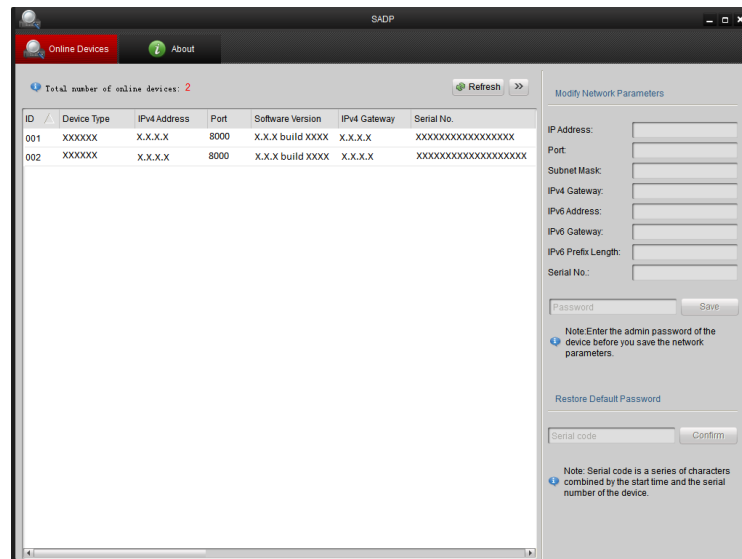 SADP
Online Devices
About
Total number of online devices: 2
Refresh
»
ID Device Type IPv4 Address Port Software Version IPv4 Gateway Serial No.
001 XXXXXX X.X.X.X 8000 X.X.X build XXXX X.X.X.X XXXXXXXXXXXXXXXXX
002 XXXXXX X.X.X.X 8000 X.X.X build XXXX X.X.X.X XXXXXXXXXXXXXXXXXXX
Modify Network Parameters
IP Address:
Port:
Subnet Mask:
IPv4 Gateway:
IPv6 Address:
IPv6 Gateway:
IPv6 Prefix Length:
Serial No.:
Password Save
Note:Enter the admin password of the
device before you save the network
parameters.
Restore Default Password
Serial code Confirm
Note: Serial code is a series of characters
combined by the start time and the serial
number of the device.